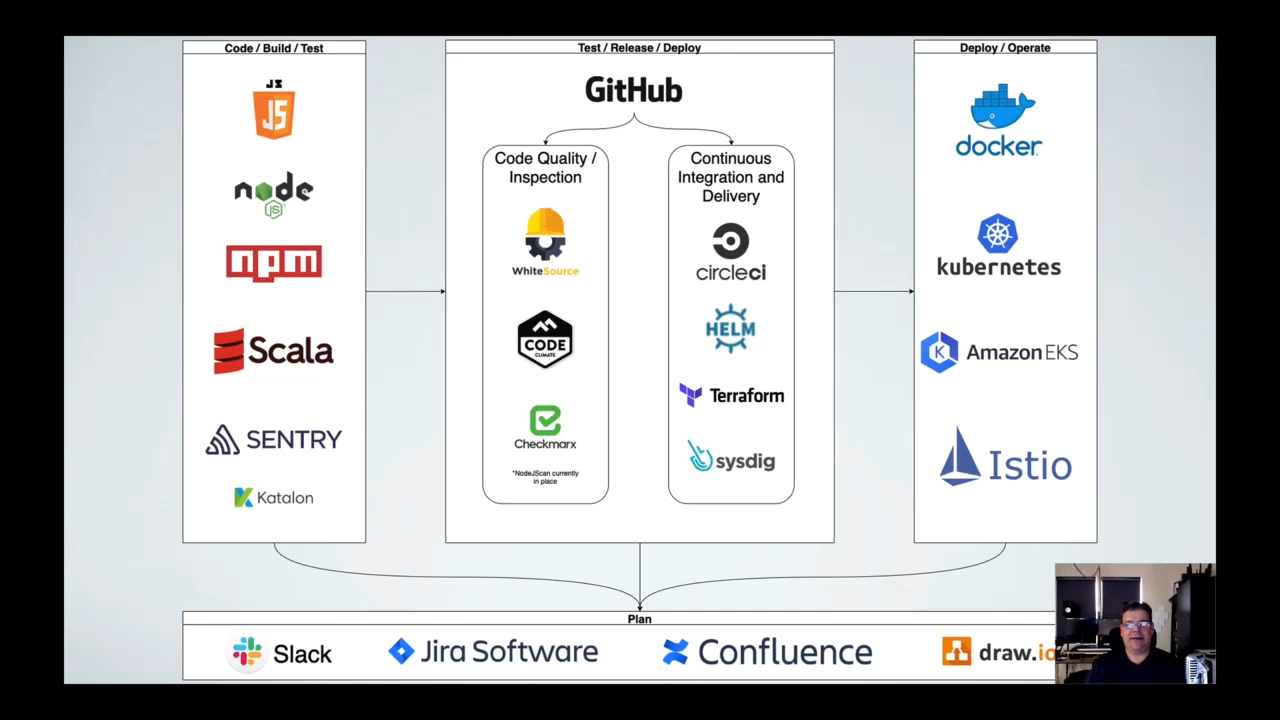 Code / Build / Test
JS
JS
node
JS
npm
Scala
SENTRY
Katalon
Test / Release / Deploy
GitHub
Code Quality /
Inspection
WhiteSource
CODE
CLIMATE
Checkmarx
*NodeJScan currently
in place
Continuous
Integration and
Delivery
circleci
HELM
Terraform
sysdig
Deploy / Operate
docker
kubernetes
K
Amazon EKS
Istio
Plan
Slack
Jira Software
Confluence
draw.io